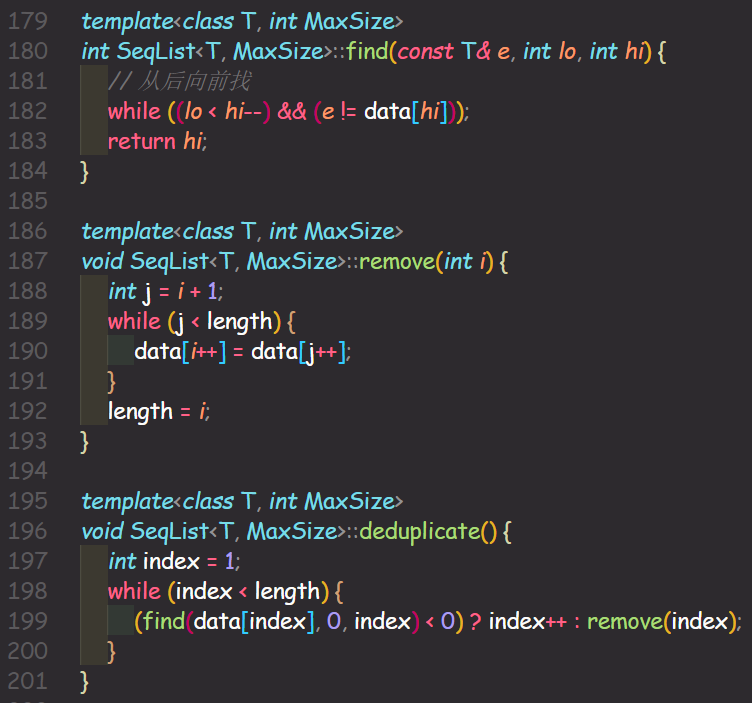 179 template<class T, int MaxSize>
180 int SeqList<T, MaxSize>::find(const T& e, int lo, int hi) {
181     // 从后向前找
182     while ((lo < hi--) && (e != data[hi]));
183     return hi;
184 }
185
186 template<class T, int MaxSize>
187 void SeqList<T, MaxSize>::remove(int i) {
188     int j = i + 1;
189     while (j < length) {
190         data[i++] = data[j++];
191     }
192     length = i;
193 }
194
195 template<class T, int MaxSize>
196 void SeqList<T, MaxSize>::deduplicate() {
197     int index = 1;
198     while (index < length) {
199         (find(data[index], 0, index) < 0) ? index++ : remove(index);
200     }
201 }